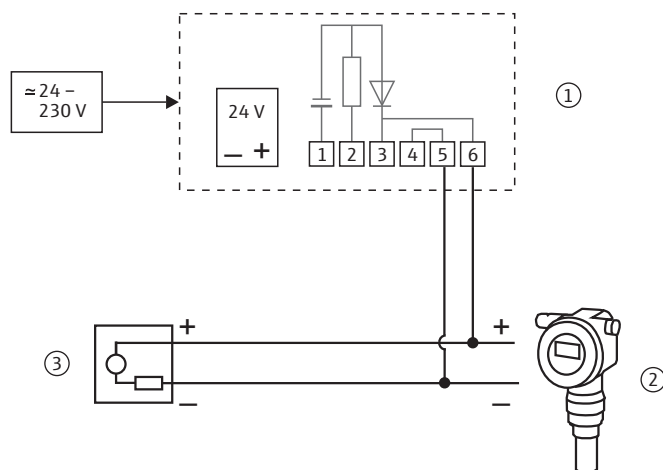 ≃ 24 –
230 V
24 V
– +
1 2 3 4 5 6
①
+ +
③
②
– –